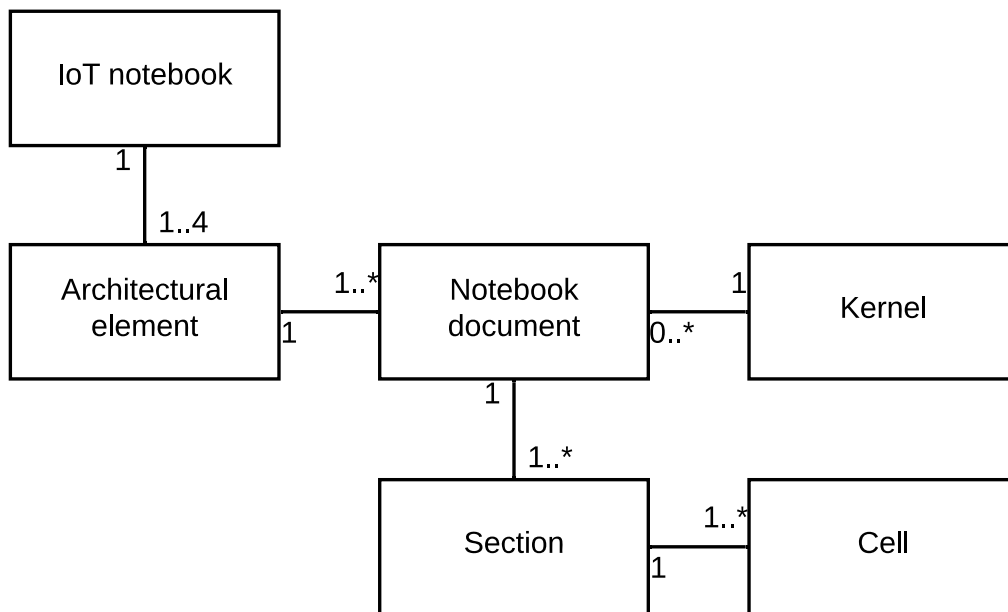 IoT notebook
1
1..4
Architectural
element
1
1..*
Notebook
document
0..*
1
Kernel
1
1..*
Section
1
1..*
Cell